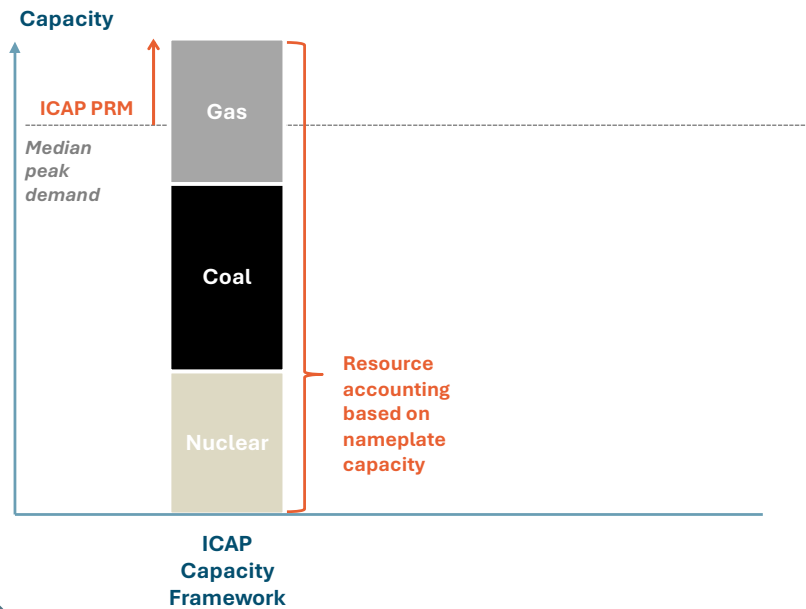 Capacity
ICAP PRM
Gas
Median
peak
demand
Coal
Resource
accounting
based on
nameplate
capacity
Nuclear
ICAP
Capacity
Framework